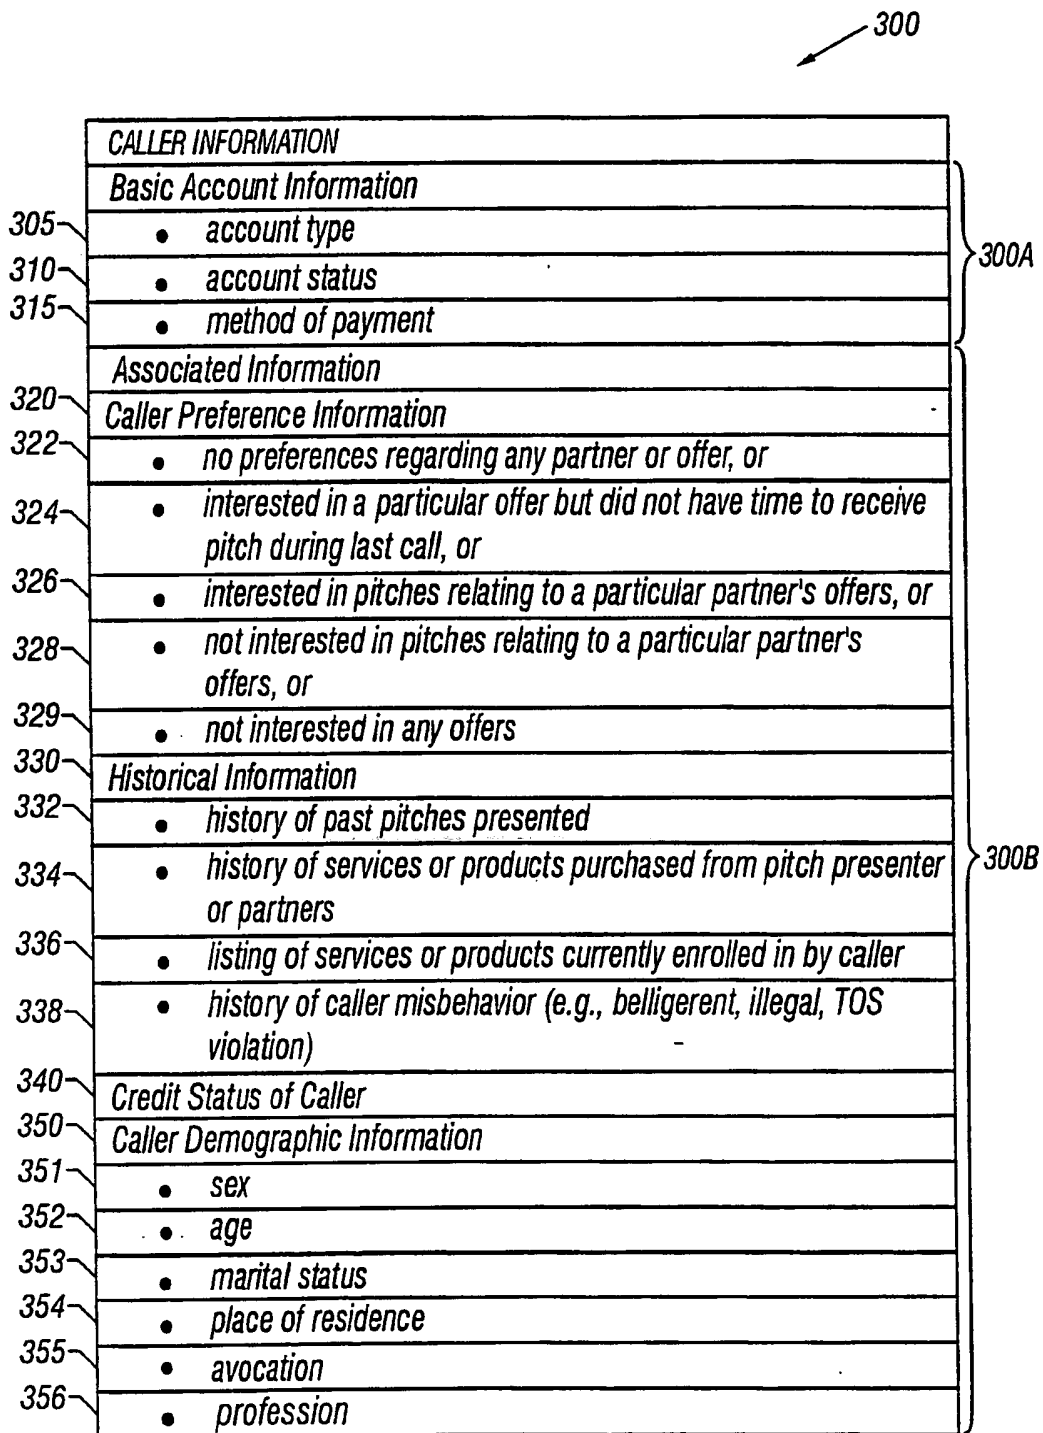 300
CALLER INFORMATION
Basic Account Information
305 • account type
310 • account status
300A
315 • method of payment
Associated Information
320 Caller Preference Information
322 • no preferences regarding any partner or offer, or
324 • interested in a particular offer but did not have time to receive
pitch during last call, or
326 • interested in pitches relating to a particular partner's offers, or
328 • not interested in pitches relating to a particular partner's
offers, or
329 • not interested in any offers
330 Historical Information
332 • history of past pitches presented
334 • history of services or products purchased from pitch presenter
or partners
300B
336 • listing of services or products currently enrolled in by caller
338 • history of caller misbehavior (e.g., belligerent, illegal, TOS
violation)
340 Credit Status of Caller
350 Caller Demographic Information
351 • sex
352 • age
353 • marital status
354 • place of residence
355 • avocation
356 • profession